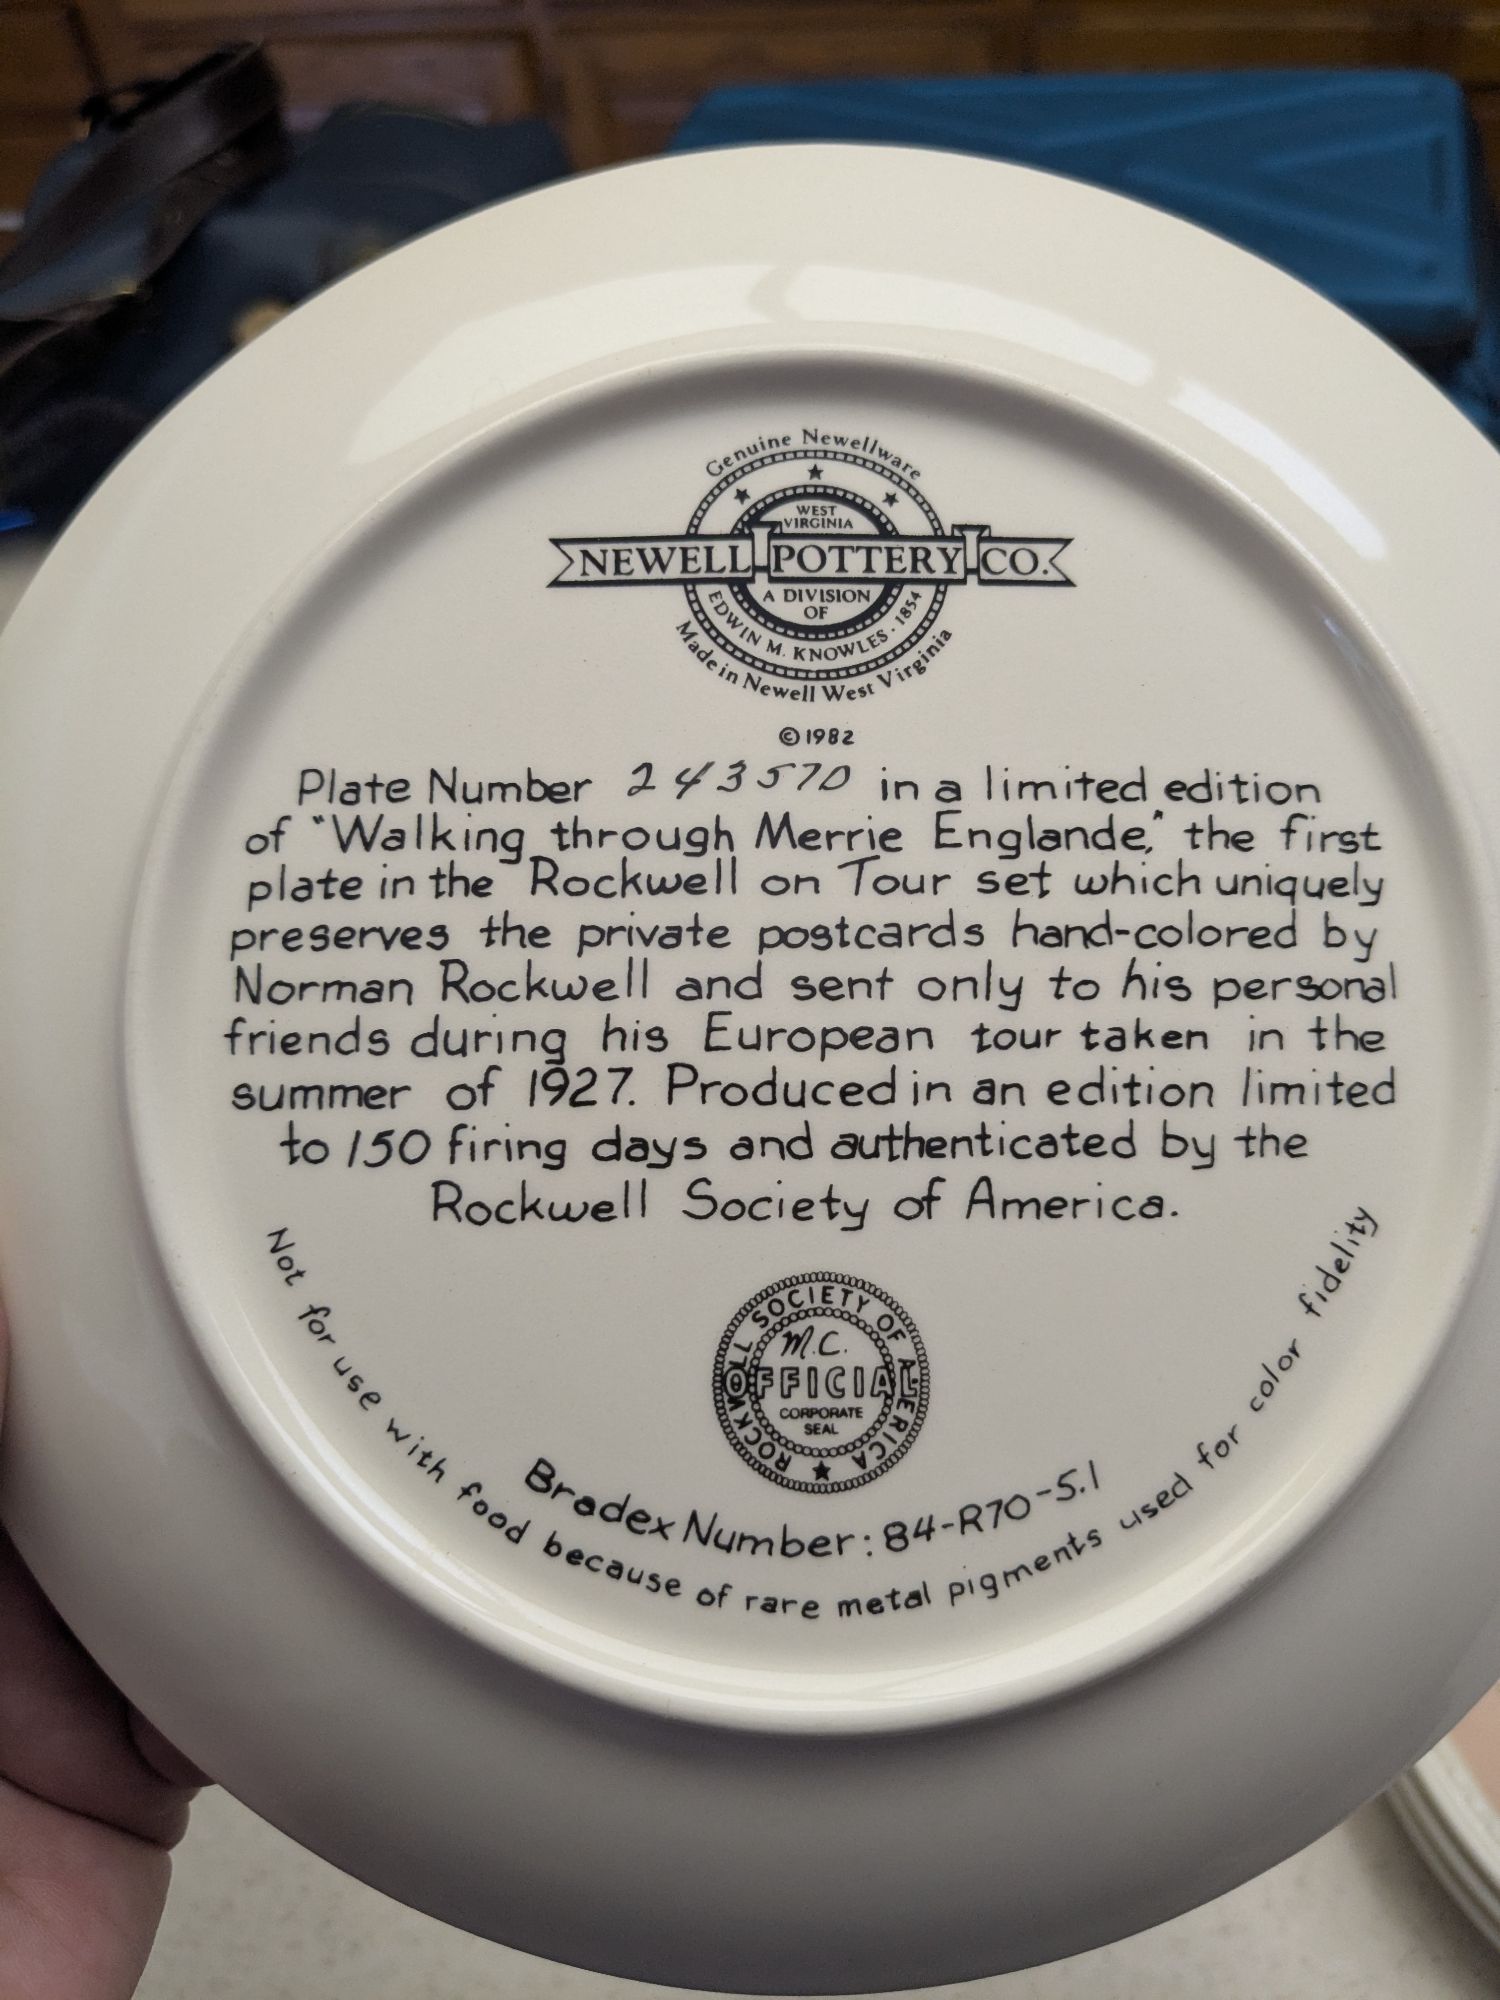 Genuine Newellware
WEST
VIRGINIA
NEWELL POTTERY CO.
A DIVISION
OF
EDWIN M. KNOWLES · 1854
Made in Newell West Virginia
©1982
Plate Number 243570 in a limited edition
of "Walking through Merrie Englande," the first
plate in the Rockwell on Tour set which uniquely
preserves the private postcards hand-colored by
Norman Rockwell and sent only to his personal
friends during his European tour taken in the
summer of 1927. Produced in an edition limited
to 150 firing days and authenticated by the
Rockwell Society of America.
ROCKWELL SOCIETY OF AMERICA
M.C.
OFFICIAL
CORPORATE
SEAL
Bradex Number: 84-R70-5.1
Not for use with food because of rare metal pigments used for color fidelity